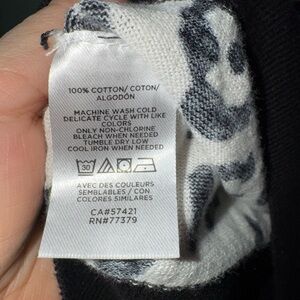 100% COTTON/ COTON/
ALGODÓN
MACHINE WASH COLD
DELICATE CYCLE WITH LIKE
COLORS
ONLY NON-CHLORINE
BLEACH WHEN NEEDED
TUMBLE DRY LOW
COOL IRON WHEN NEEDED
30
AVEC DES COULEURS
SEMBLABLES / CON
COLORES SIMILARES
CA#57421
RN#77379